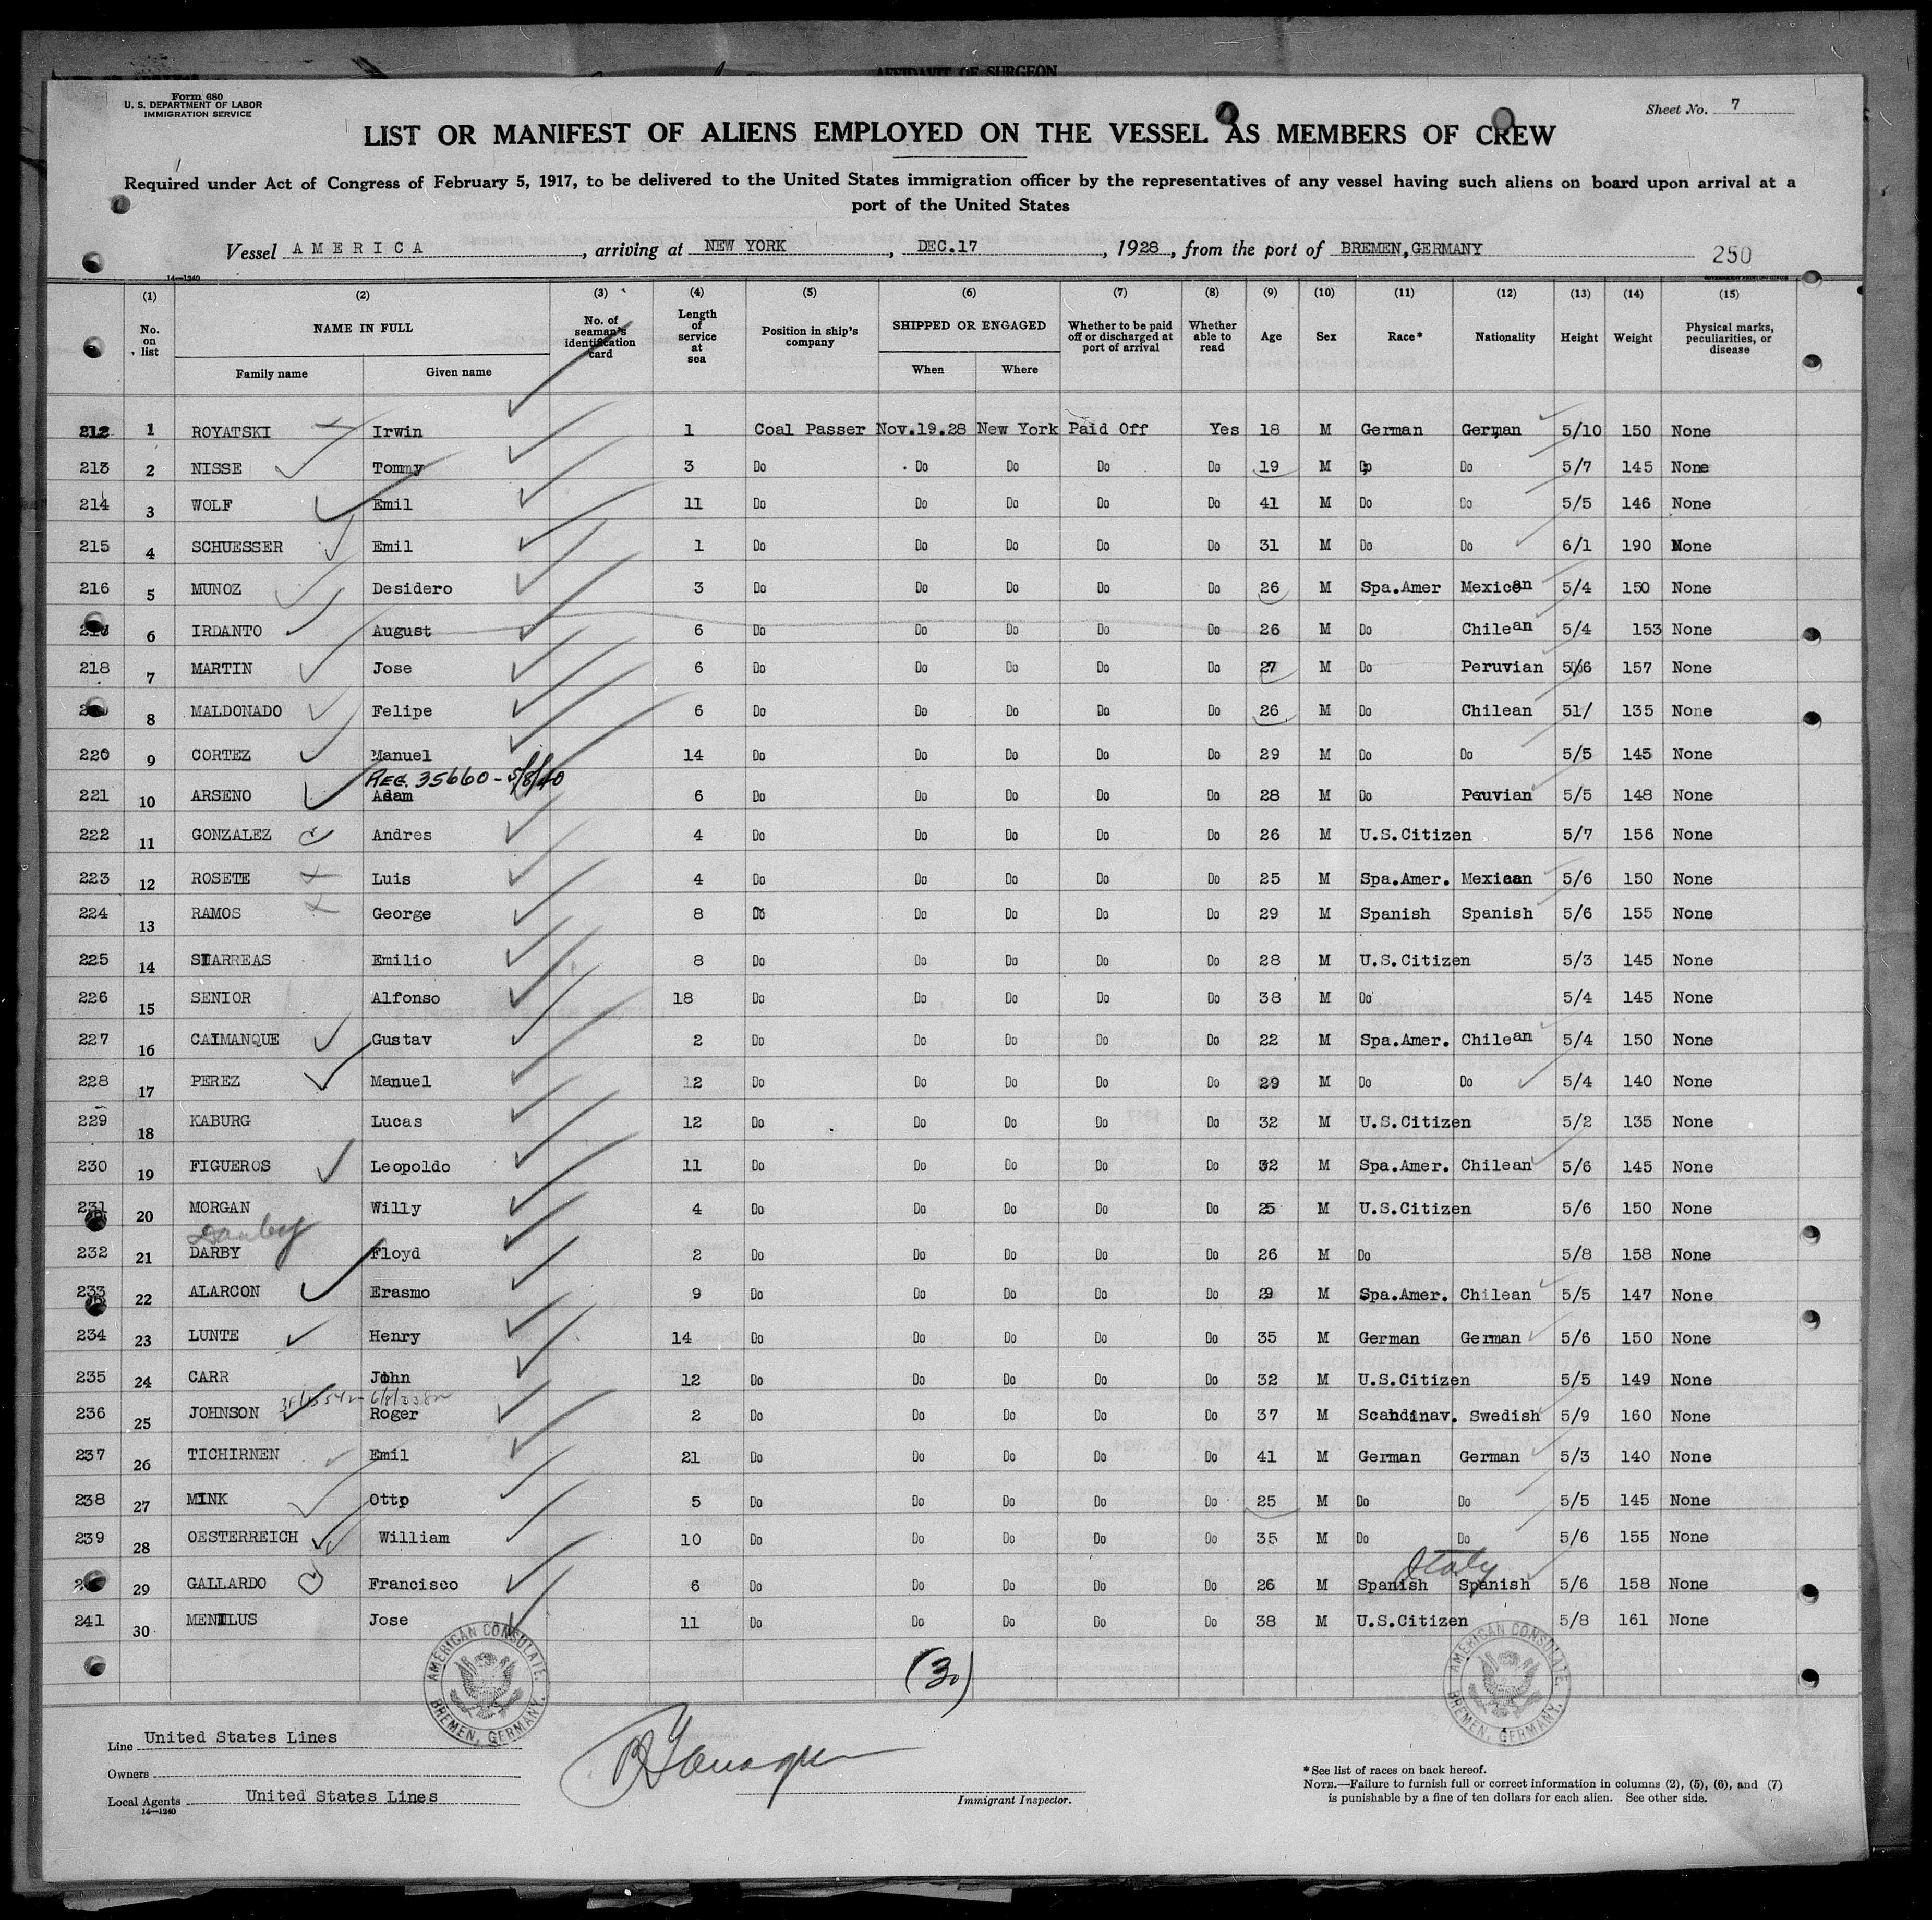 AFFIDAVIT OF SURGEON
Form 680
U. S. DEPARTMENT OF LABOR
IMMIGRATION SERVICE
Sheet No. 7
LIST OR MANIFEST OF ALIENS EMPLOYED ON THE VESSEL AS MEMBERS OF CREW
Required under Act of Congress of February 5, 1917, to be delivered to the United States immigration officer by the representatives of any vessel having such aliens on board upon arrival at a
port of the United States
Vessel AMERICA, arriving at NEW YORK, DEC.17, 1928, from the port of BREMEN,GERMANY 250
14—1240
(1) (2) (3) (4) (5) (6) (7) (8) (9) (10) (11) (12) (13) (14) (15)
No. on list NAME IN FULL Family name Given name No. of seaman's identification card Length of service at sea Position in ship's company SHIPPED OR ENGAGED When Where Whether to be paid off or discharged at port of arrival Whether able to read Age Sex Race* Nationality Height Weight Physical marks, peculiarities, or disease
212 1 ROYATSKI Irwin 1 Coal Passer Nov.19.28 New York Paid Off Yes 18 M German German 5/10 150 None
213 2 NISSE Tommy 3 Do Do Do Do Do 19 M Do Do 5/7 145 None
214 3 WOLF Emil 11 Do Do Do Do Do 41 M Do Do 5/5 146 None
215 4 SCHUESSER Emil 1 Do Do Do Do Do 31 M Do Do 6/1 190 None
216 5 MUNOZ Desidero 3 Do Do Do Do Do 26 M Spa.Amer Mexican 5/4 150 None
6 IRDANTO August 6 Do Do Do Do Do 26 M Do Chilean 5/4 153 None
218 7 MARTIN Jose 6 Do Do Do Do Do 27 M Do Peruvian 5/6 157 None
8 MALDONADO Felipe 6 Do Do Do Do Do 26 M Do Chilean 51/ 135 None
220 9 CORTEZ Manuel 14 Do Do Do Do Do 29 M Do Do 5/5 145 None
REG. 35660-5/8/40
221 10 ARSENO Adam 6 Do Do Do Do Do 28 M Do Peuvian 5/5 148 None
222 11 GONZALEZ Andres 4 Do Do Do Do Do 26 M U.S.Citizen 5/7 156 None
223 12 ROSETE Luis 4 Do Do Do Do Do 25 M Spa.Amer. Mexican 5/6 150 None
224 13 RAMOS George 8 Do Do Do Do Do 29 M Spanish Spanish 5/6 155 None
225 14 Emilio 8 Do Do Do Do Do 28 M U.S.Citizen 5/3 145 None
226 15 SENIOR Alfonso 18 Do Do Do Do Do 38 M Do 5/4 145 None
227 16 CAIMANQUE Gustav 2 Do Do Do Do Do 22 M Spa.Amer. Chilean 5/4 150 None
228 17 PEREZ Manuel 12 Do Do Do Do Do 29 M Do Do 5/4 140 None
229 18 KABURG Lucas 12 Do Do Do Do Do 32 M U.S.Citizen 5/2 135 None
230 19 FIGUEROS Leopoldo 11 Do Do Do Do Do 32 M Spa.Amer. Chilean 5/6 145 None
231 20 MORGAN Willy 4 Do Do Do Do Do 25 M U.S.Citizen 5/6 150 None
Danby
232 21 DARBY Floyd 2 Do Do Do Do Do 26 M Do 5/8 158 None
233 22 ALARCON Erasmo 9 Do Do Do Do Do 29 M Spa.Amer. Chilean 5/5 147 None
234 23 LUNTE Henry 14 Do Do Do Do Do 35 M German German 5/6 150 None
235 24 CARR John 12 Do Do Do Do Do 32 M U.S.Citizen 5/5 149 None
236 25 JOHNSON Roger 2 Do Do Do Do Do 37 M Scandinav. Swedish 5/9 160 None
237 26 TICHIRNEN Emil 21 Do Do Do Do Do 41 M German German 5/3 140 None
238 27 MINK Otto 5 Do Do Do Do Do 25 M Do Do 5/5 145 None
239 28 OESTERREICH William 10 Do Do Do Do Do 35 M Do Do 5/6 155 None
Italy
29 GALLARDO Francisco 6 Do Do Do Do Do 26 M Spanish Spanish 5/6 158 None
241 30 Jose 11 Do Do Do Do Do 38 M U.S.Citizen 5/8 161 None
AMERICAN CONSULATE. BREMEN, GERMANY.
(30)
AMERICAN CONSULATE. BREMEN, GERMANY.
Line United States Lines
Owners
Local Agents United States Lines
14—1240
Immigrant Inspector.
*See list of races on back hereof.
NOTE.—Failure to furnish full or correct information in columns (2), (5), (6), and (7)
is punishable by a fine of ten dollars for each alien. See other side.